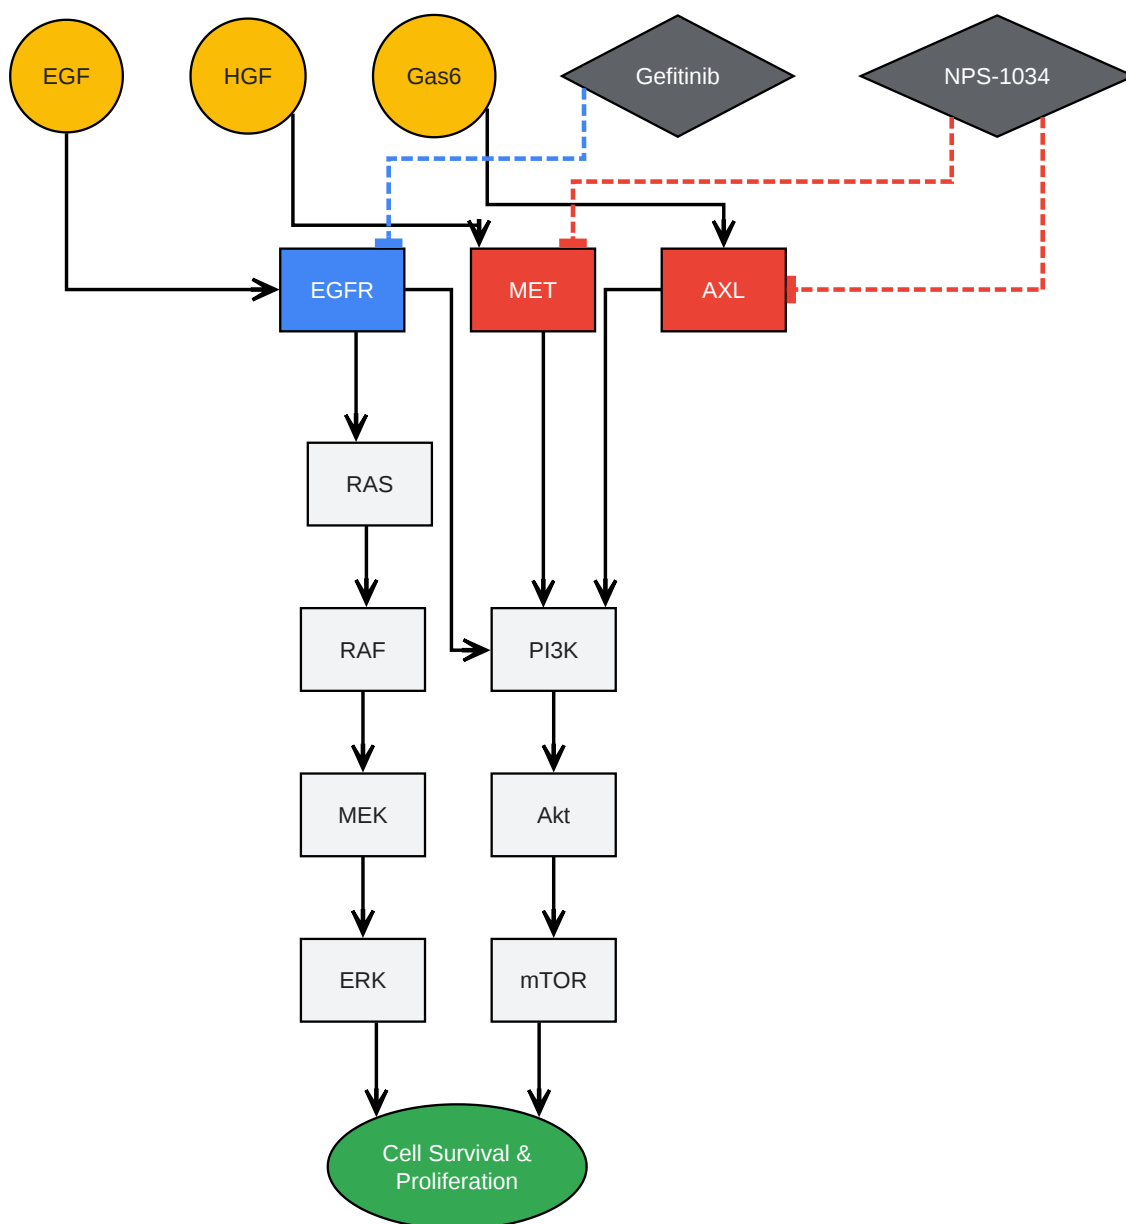 EGF
HGF
Gas6
Gefitinib
NPS-1034
EGFR
MET
AXL
RAS
RAF
PI3K
MEK
Akt
ERK
mTOR
Cell Survival &
Proliferation